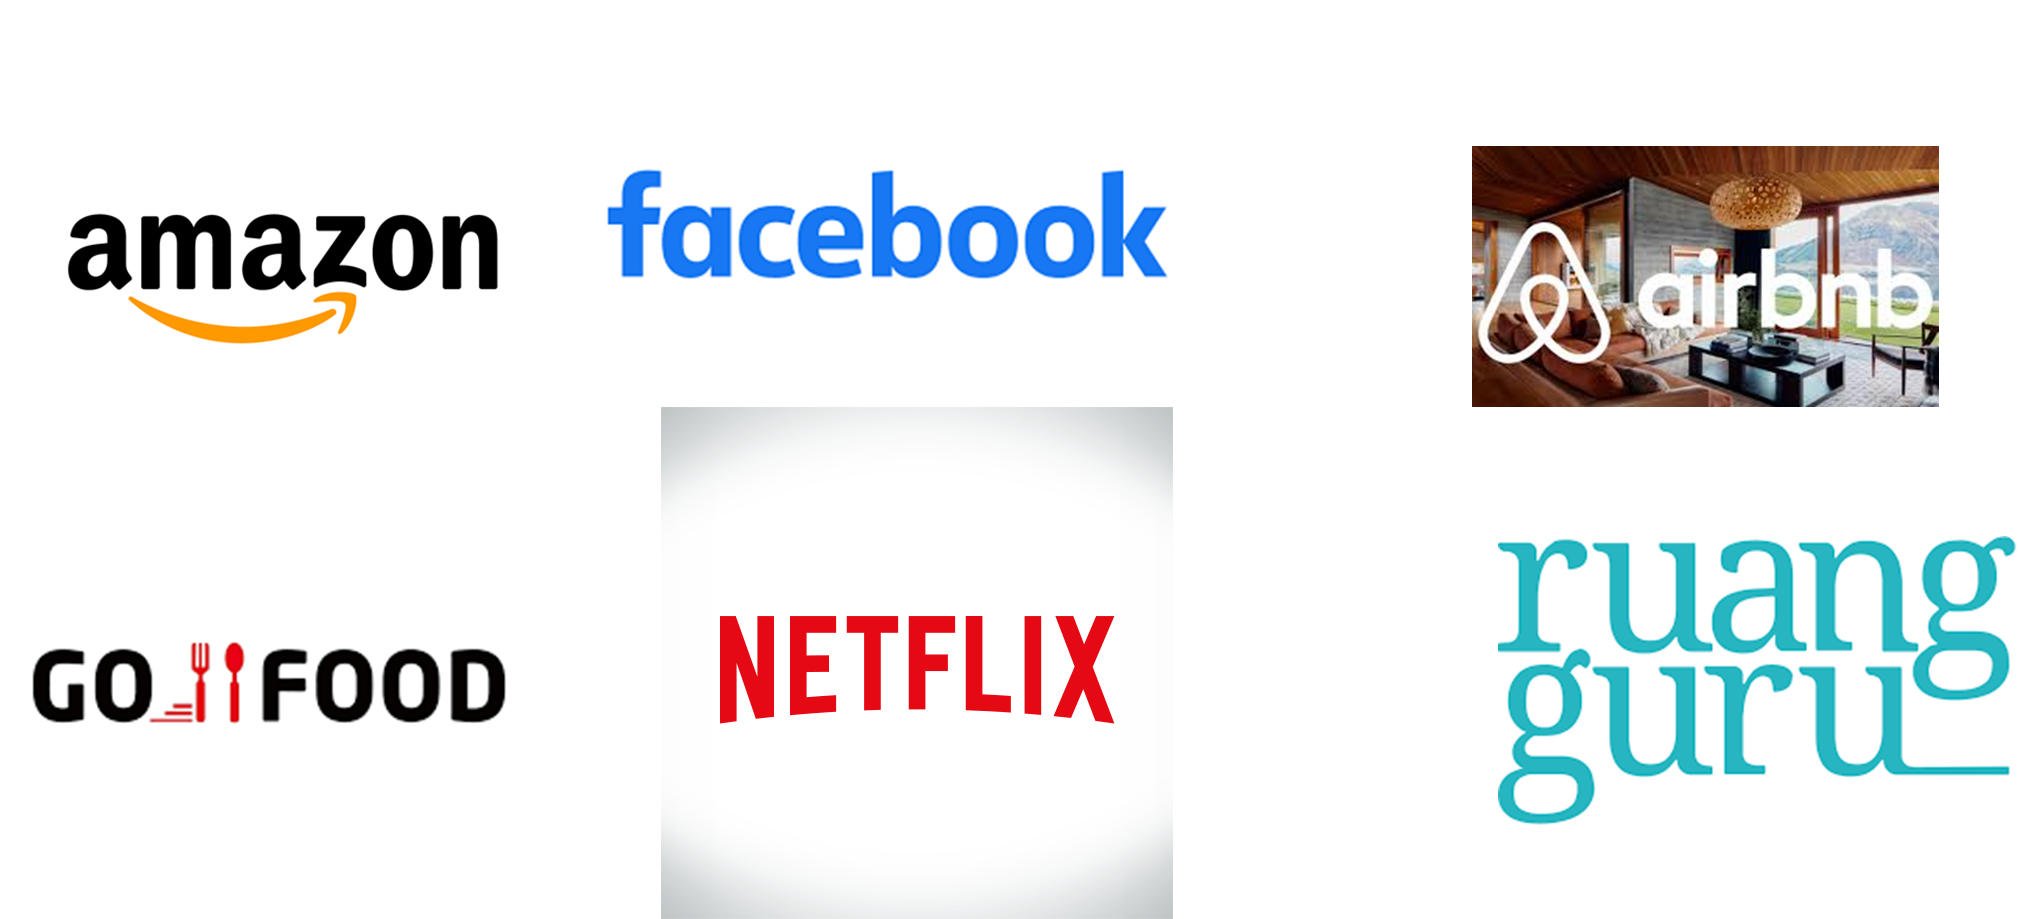 amazon
facebook
airbnb
GO FOOD
NETFLIX
ruang
guru